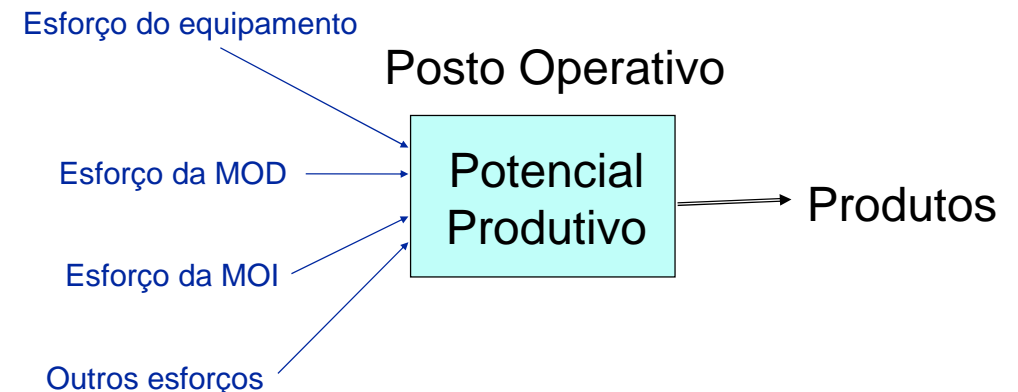 Esforço do equipamento
Posto Operativo
Esforço da MOD
Potencial
Produtivo
Produtos
Esforço da MOI
Outros esforços